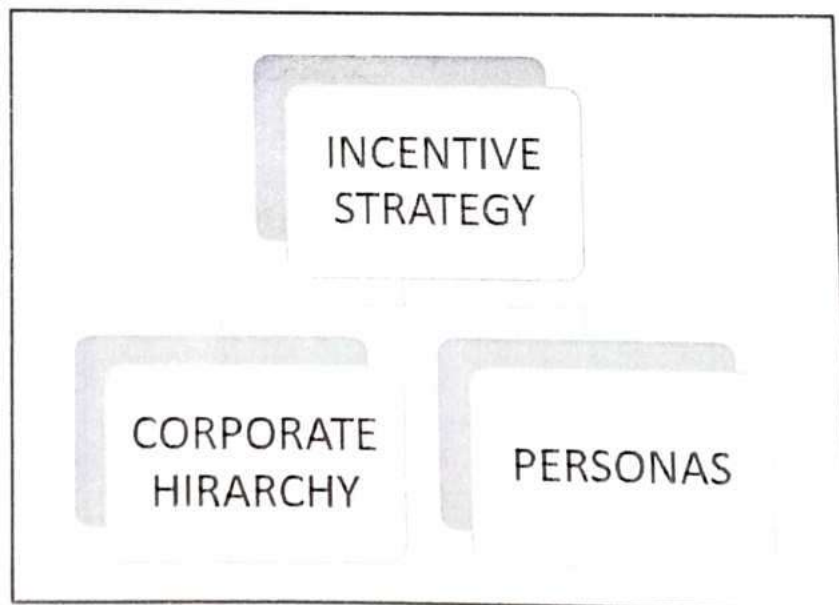 INCENTIVE
STRATEGY
CORPORATE
HIRARCHY
PERSONAS